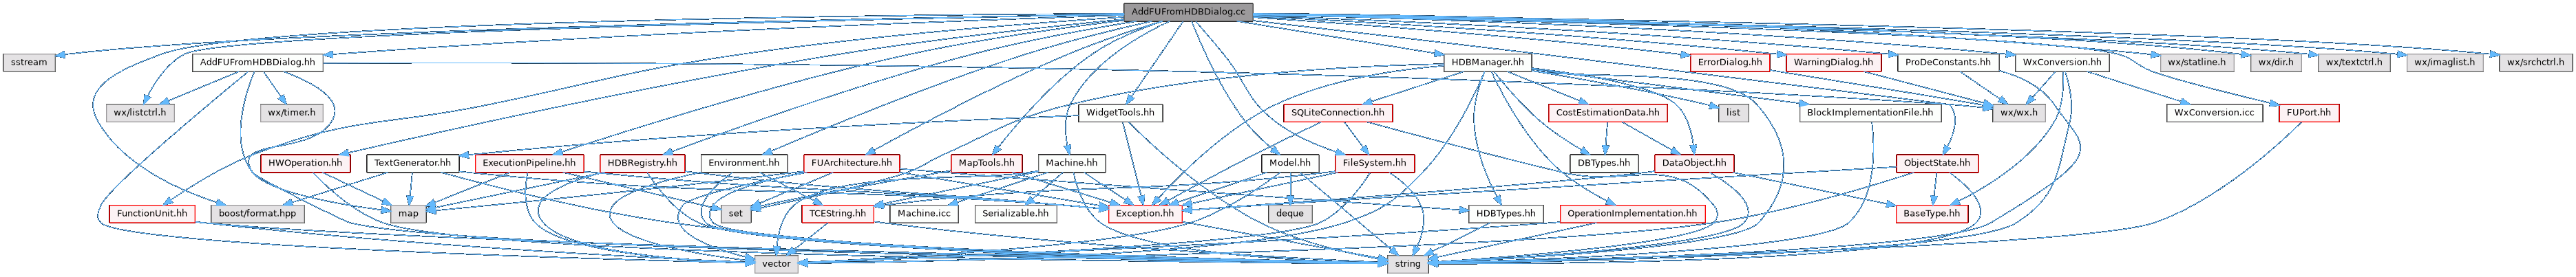 AddFUFromHDBDialog.cc
sstream
AddFUFromHDBDialog.hh
HDBManager.hh
ErrorDialog.hh
WarningDialog.hh
ProDeConstants.hh
WxConversion.hh
wx/statline.h
wx/dir.h
wx/textctrl.h
wx/imaglist.h
wx/srchctrl.h
wx/listctrl.h
wx/timer.h
WidgetTools.hh
SQLiteConnection.hh
CostEstimationData.hh
list
BlockImplementationFile.hh
wx/wx.h
WxConversion.icc
FUPort.hh
HWOperation.hh
TextGenerator.hh
ExecutionPipeline.hh
HDBRegistry.hh
Environment.hh
FUArchitecture.hh
MapTools.hh
Machine.hh
Model.hh
FileSystem.hh
DBTypes.hh
DataObject.hh
ObjectState.hh
FunctionUnit.hh
boost/format.hpp
map
set
TCEString.hh
Machine.icc
Serializable.hh
Exception.hh
deque
HDBTypes.hh
OperationImplementation.hh
BaseType.hh
vector
string